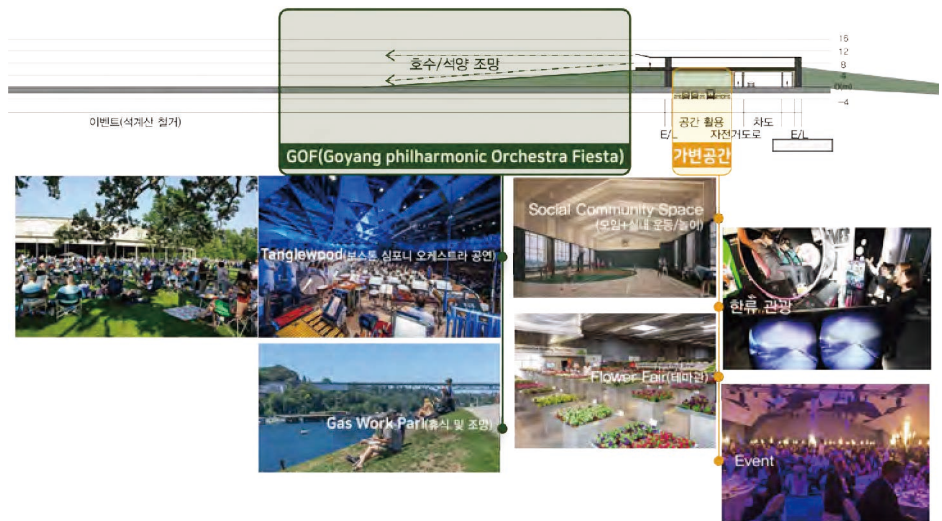 호수/석양 조망
16
12
8
4
0(m)
-4
이벤트(석계산 철거)
E/L
공간 활용
자전거도로
차도
E/L
GOF(Goyang philharmonic Orchestra Fiesta)
가변공간
Social Community Space
(모임+실내 운동/놀이)
Tanglewood(보스톤 심포니 오케스트라 공연)
한류 관광
Flower Fair(테마관)
Gas Work Park(휴식 및 조망)
Event